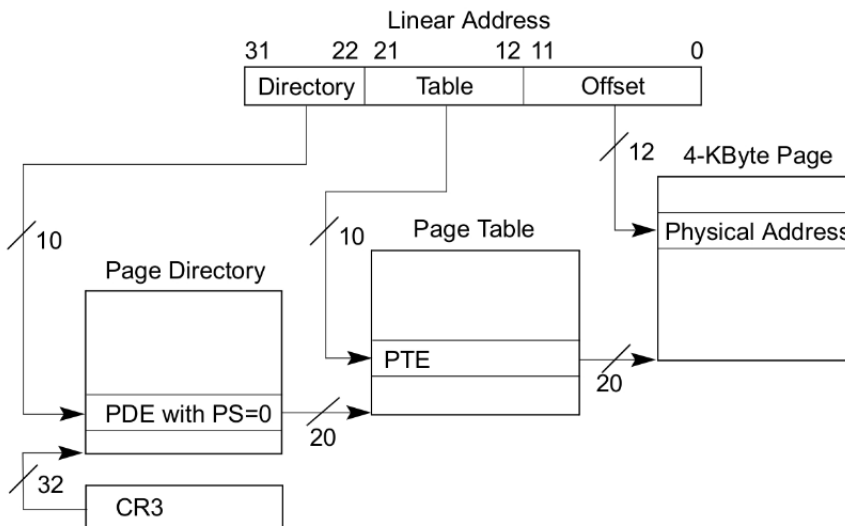 Linear Address
31 22 21 12 11 0
Directory Table Offset
12 4-KByte Page
10 10 Page Table Physical Address
Page Directory
PTE
20
PDE with PS=0
20
32
CR3